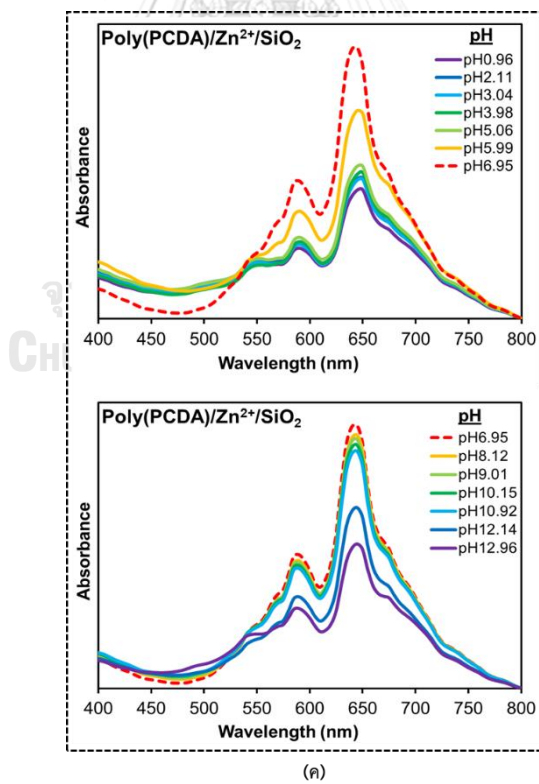 Poly(PCDA)/Zn²⁺/SiO₂
pH
pH0.96
pH2.11
pH3.04
pH3.98
pH5.06
pH5.99
pH6.95
Absorbance
400 450 500 550 600 650 700 750 800
Wavelength (nm)
Poly(PCDA)/Zn²⁺/SiO₂
pH
pH6.95
pH8.12
pH9.01
pH10.15
pH10.92
pH12.14
pH12.96
Absorbance
400 450 500 550 600 650 700 750 800
Wavelength (nm)
(ค)